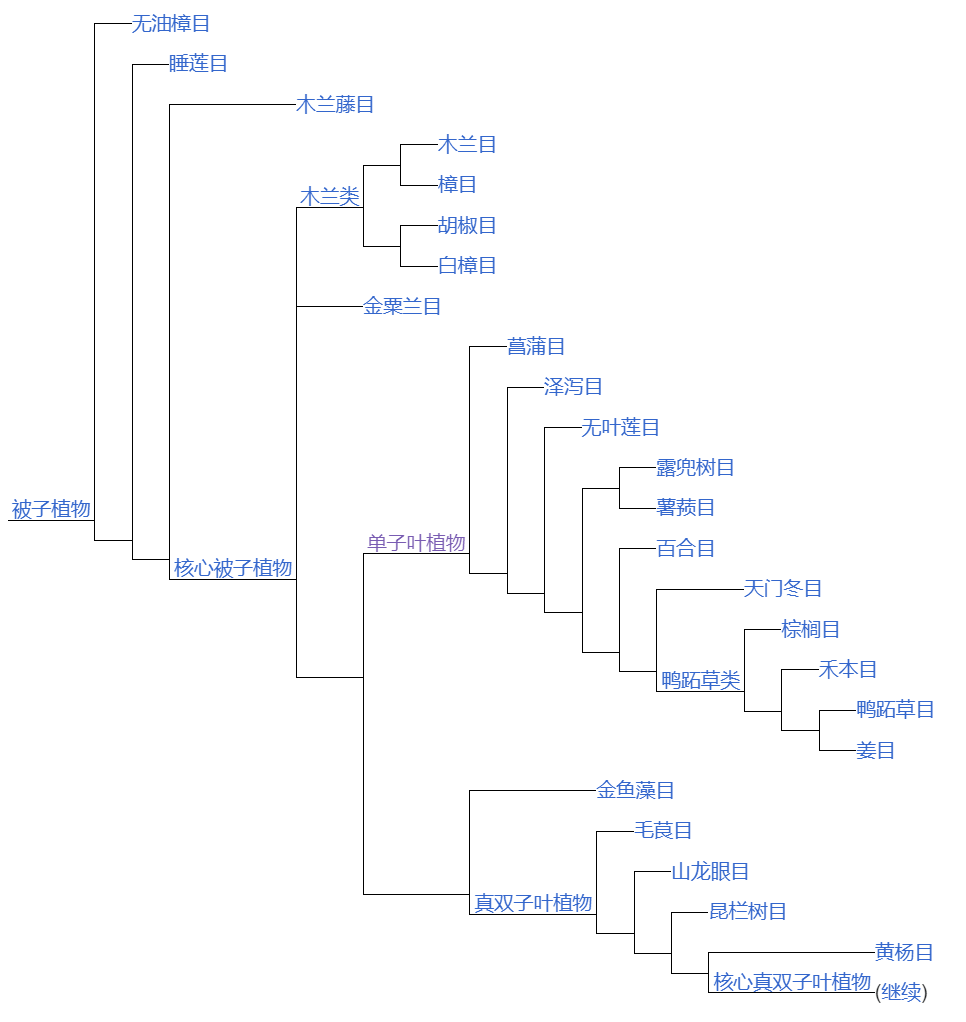 无油樟目
睡莲目
木兰藤目
木兰目
樟目
木兰类
胡椒目
白樟目
金粟兰目
菖蒲目
泽泻目
无叶莲目
露兜树目
被子植物
薯蓣目
单子叶植物
百合目
核心被子植物
天门冬目
棕榈目
禾本目
鸭跖草类
鸭跖草目
姜目
金鱼藻目
毛茛目
山龙眼目
真双子叶植物
昆栏树目
黄杨目
核心真双子叶植物
(继续)